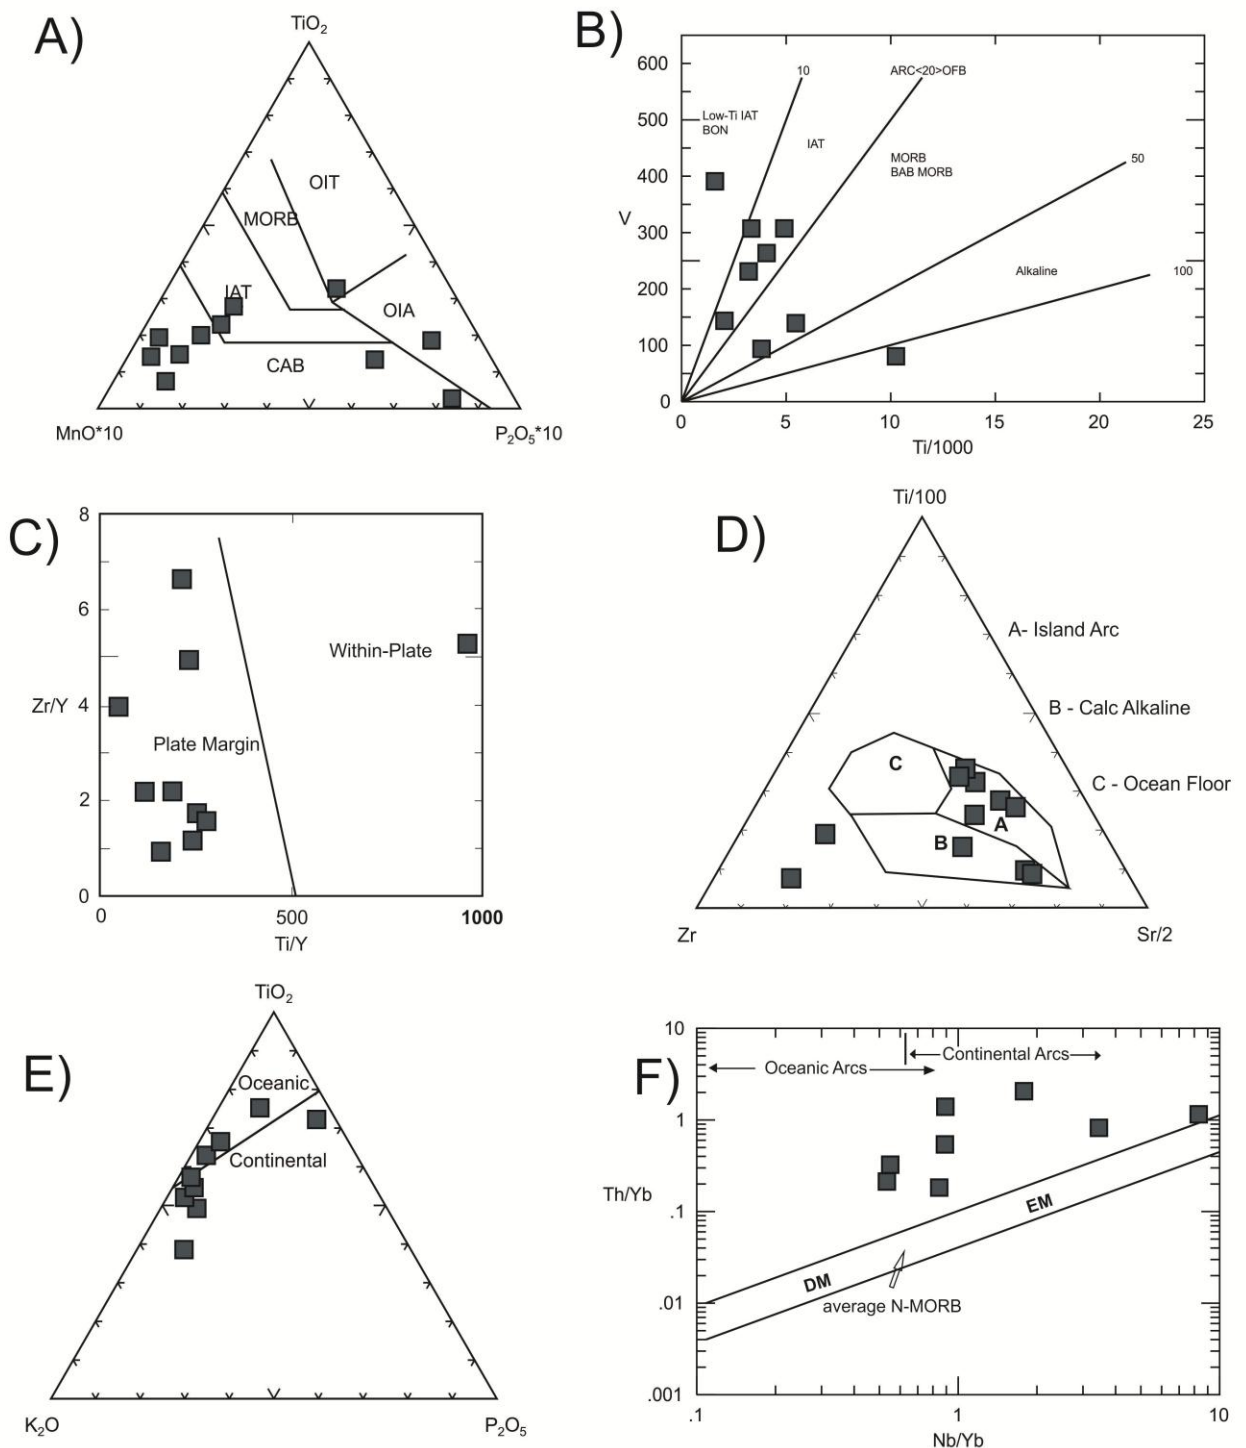 A)
TiO2
OIT
MORB
IAT
OIA
CAB
MnO*10
P2O5*10
B)
600
500
400
300
200
100
0
V
10
ARC<20>OFB
Low-Ti IAT
BON
IAT
MORB
BAB MORB
50
Alkaline
100
0
5
10
15
20
25
Ti/1000
C)
8
6
4
2
0
Zr/Y
Within-Plate
Plate Margin
0
500
1000
Ti/Y
D)
Ti/100
A- Island Arc
B - Calc Alkaline
C - Ocean Floor
C
A
B
Zr
Sr/2
E)
TiO2
Oceanic
Continental
K2O
P2O5
F)
10
1
.1
.01
.001
Th/Yb
Continental Arcs
Oceanic Arcs
EM
DM
average N-MORB
.1
1
10
Nb/Yb